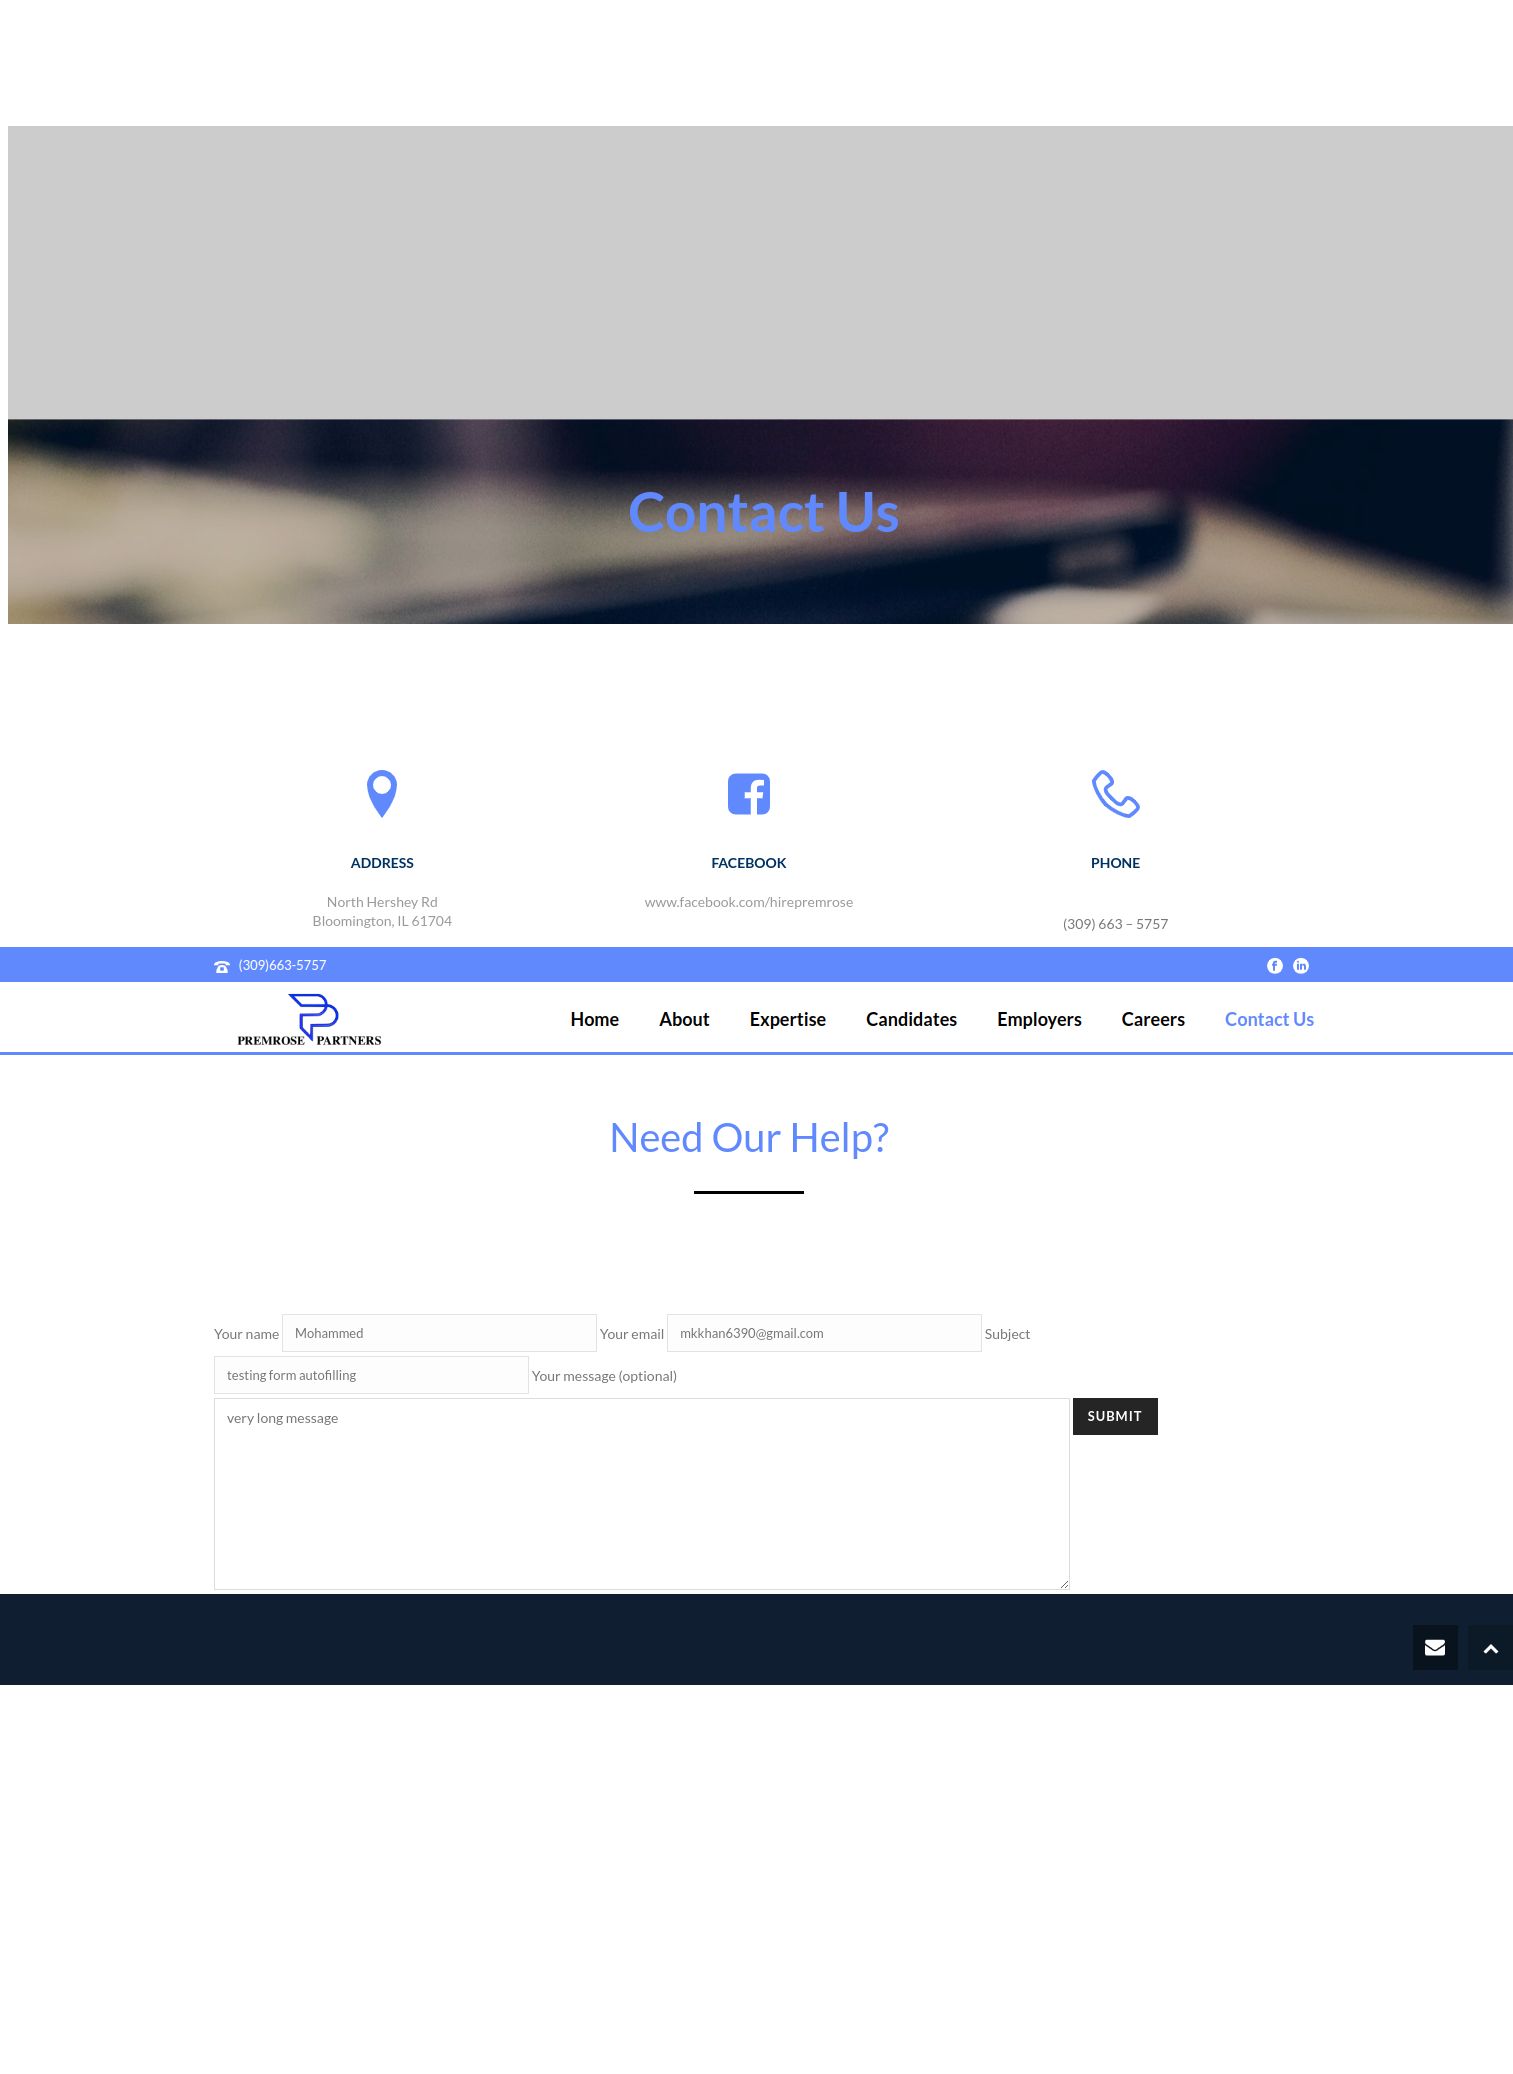 Contact Us
ADDRESS
North Hershey Rd
Bloomington, IL 61704
FACEBOOK
www.facebook.com/hirepremrose
PHONE
(309) 663 – 5757
(309)663-5757
PREMROSE PARTNERS
Home About Expertise Candidates Employers Careers Contact Us
Need Our Help?
Your name Mohammed Your email mkkhan6390@gmail.com Subject
testing form autofilling Your message (optional)
very long message SUBMIT